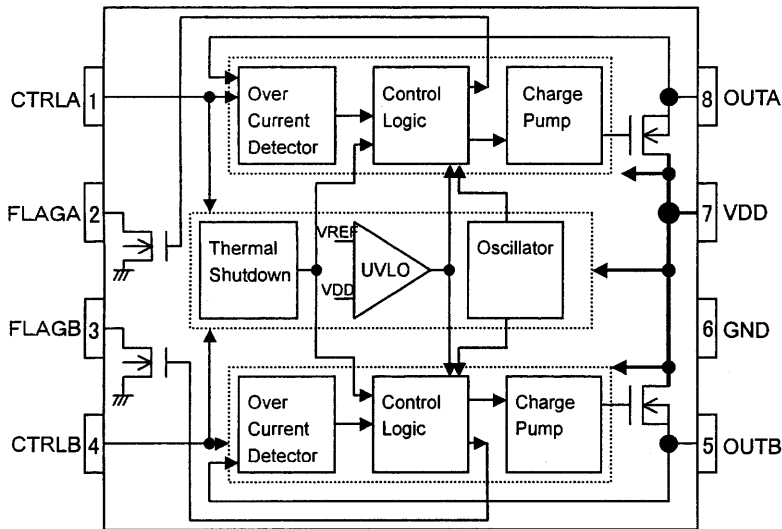 CTRLA 1
Over
Current
Detector
Control
Logic
Charge
Pump
8 OUTA
FLAGA 2
7 VDD
Thermal
Shutdown
VREF
VDD
UVLO
Oscillator
FLAGB 3
6 GND
CTRLB 4
Over
Current
Detector
Control
Logic
Charge
Pump
5 OUTB